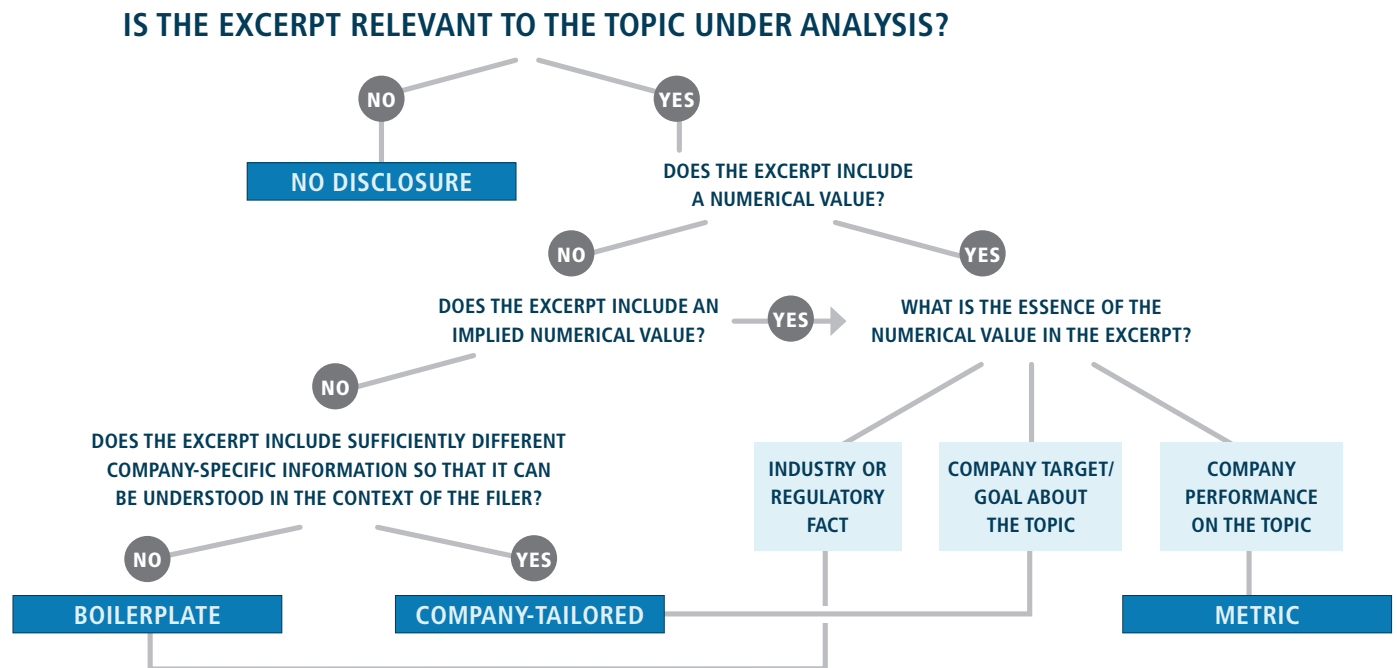 IS THE EXCERPT RELEVANT TO THE TOPIC UNDER ANALYSIS?
NO
YES
NO DISCLOSURE
DOES THE EXCERPT INCLUDE
A NUMERICAL VALUE?
NO
YES
DOES THE EXCERPT INCLUDE AN
IMPLIED NUMERICAL VALUE?
YES
WHAT IS THE ESSENCE OF THE
NUMERICAL VALUE IN THE EXCERPT?
NO
DOES THE EXCERPT INCLUDE SUFFICIENTLY DIFFERENT
COMPANY-SPECIFIC INFORMATION SO THAT IT CAN
BE UNDERSTOOD IN THE CONTEXT OF THE FILER?
INDUSTRY OR
REGULATORY
FACT
COMPANY TARGET/
GOAL ABOUT
THE TOPIC
COMPANY
PERFORMANCE
ON THE TOPIC
NO
YES
BOILERPLATE
COMPANY-TAILORED
METRIC